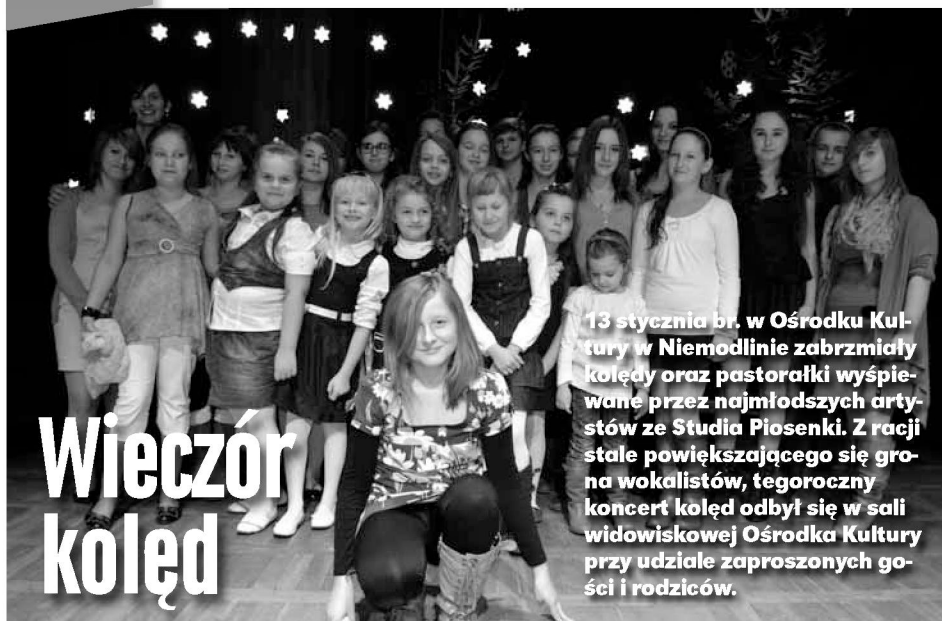 Wieczór
kolęd
13 stycznia br. w Ośrodku Kul-
tury w Niemodlinie zabrzmiały
kolędy oraz pastorałki wyśpie-
wane przez najmłodszych arty-
stów ze Studia Piosenki. Z racji
stale powiększającego się gro-
na wokalistów, tegoroczny
koncert kolęd odbył się w sali
widowiskowej Ośrodka Kultury
przy udziale zaproszonych go-
ści i rodziców.